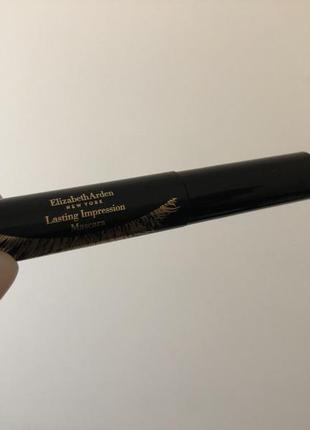 ElizabethArden
NEW YORK
Lasting Impression
Mascara